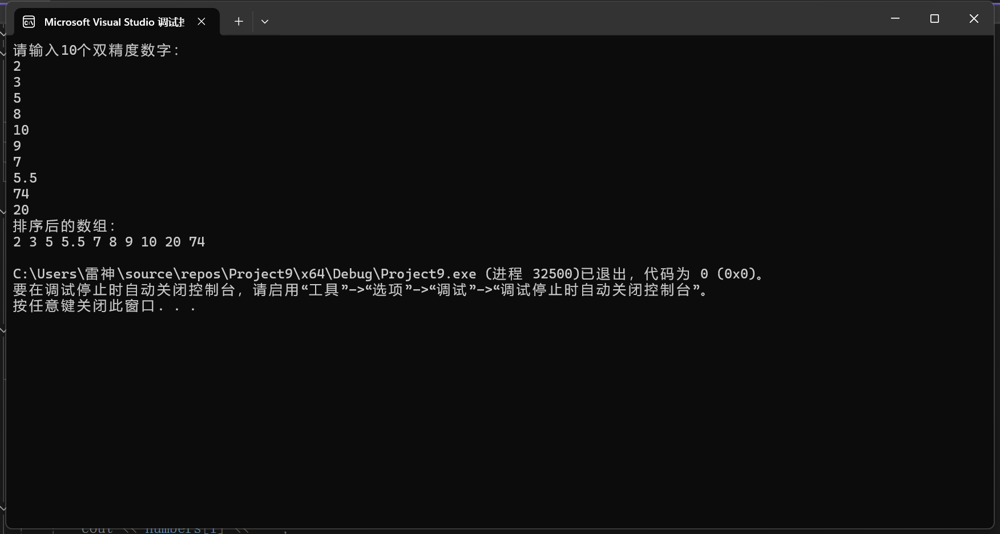 Microsoft Visual Studio 调试
请输入10个双精度数字：
2
3
5
8
10
9
7
5.5
74
20
排序后的数组：
2 3 5 5.5 7 8 9 10 20 74
C:\Users\雷神\source\repos\Project9\x64\Debug\Project9.exe (进程 32500)已退出，代码为 0 (0x0)。
要在调试停止时自动关闭控制台，请启用“工具”->“选项”->“调试”->“调试停止时自动关闭控制台”。
按任意键关闭此窗口. . .
cout << numbers[i] <<